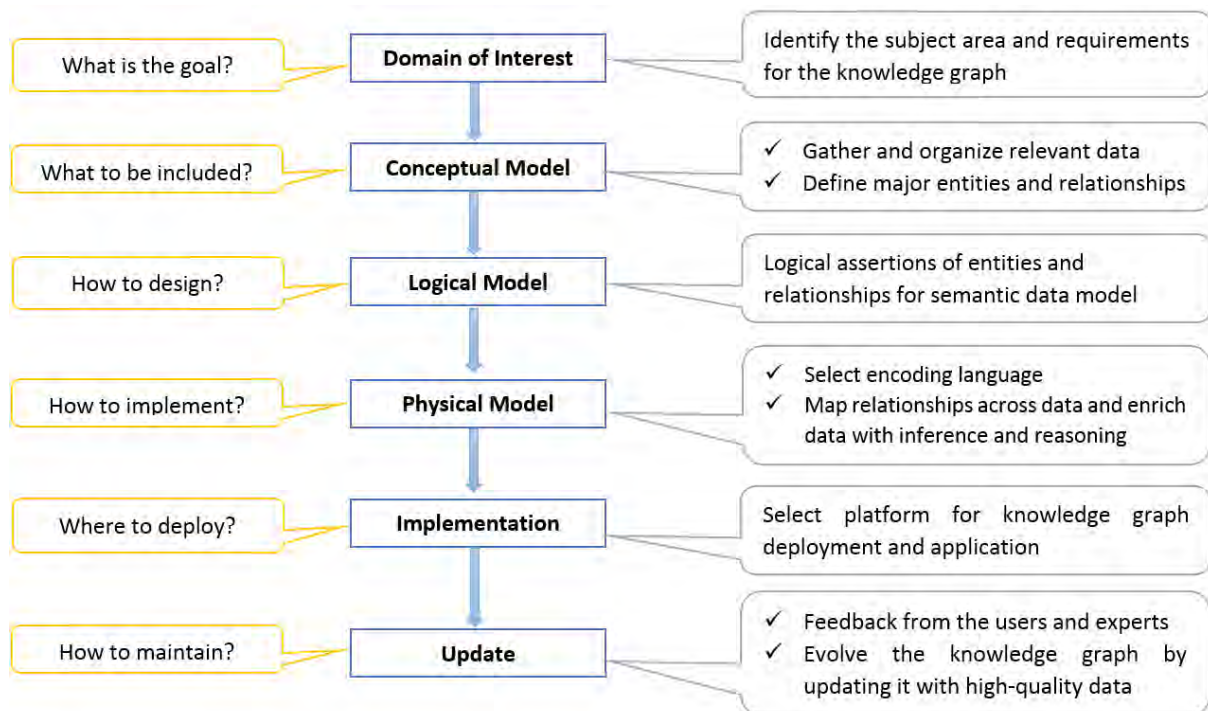 What is the goal?
Domain of Interest
Identify the subject area and requirements
for the knowledge graph
What to be included?
Conceptual Model
✓ Gather and organize relevant data
✓ Define major entities and relationships
How to design?
Logical Model
Logical assertions of entities and
relationships for semantic data model
How to implement?
Physical Model
✓ Select encoding language
✓ Map relationships across data and enrich
data with inference and reasoning
Where to deploy?
Implementation
Select platform for knowledge graph
deployment and application
How to maintain?
Update
✓ Feedback from the users and experts
✓ Evolve the knowledge graph by
updating it with high-quality data